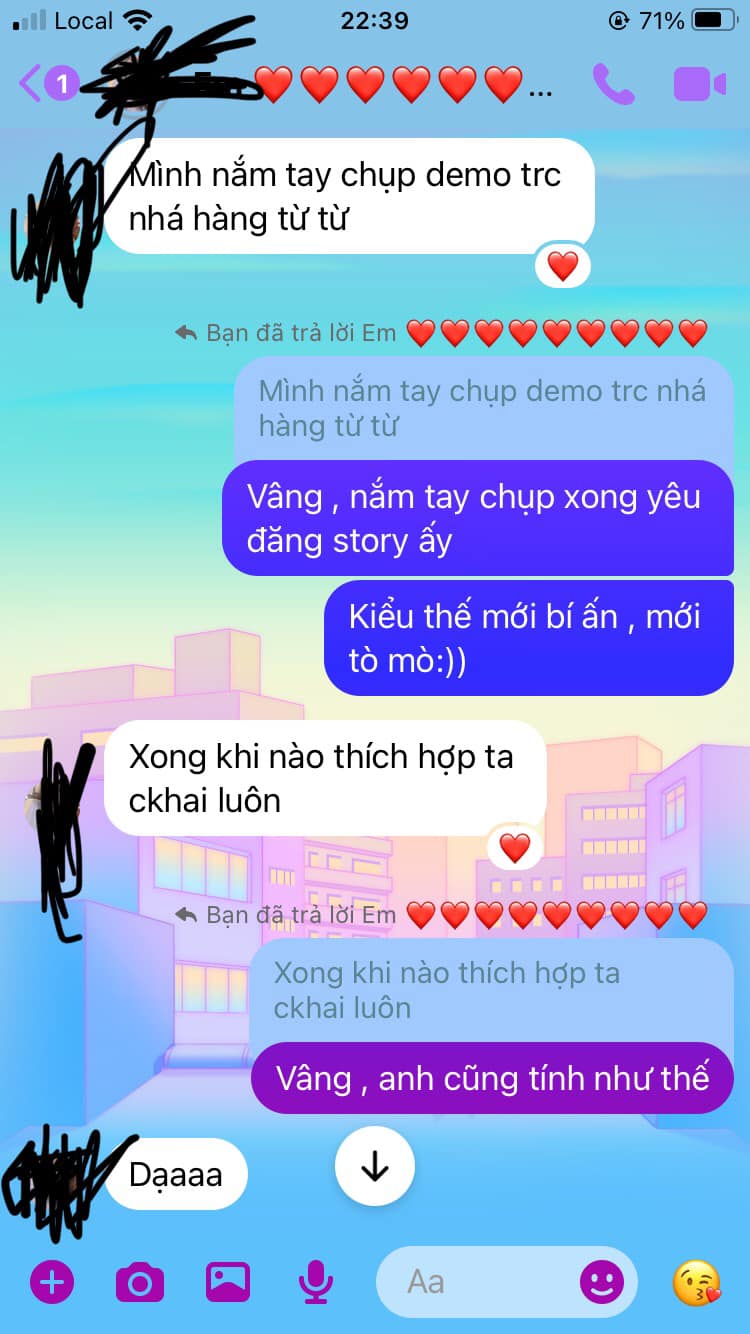 Local 22:39 71%
1 ❤️❤️❤️❤️❤️❤️...
Mình nắm tay chụp demo trc
nhá hàng từ từ
Bạn đã trả lời Em ❤️❤️❤️❤️❤️❤️❤️❤️❤️
Mình nắm tay chụp demo trc nhá
hàng từ từ
Vâng , nắm tay chụp xong yêu
đăng story ấy
Kiểu thế mới bí ấn , mới
tò mò:))
Xong khi nào thích hợp ta
ckhai luôn
Bạn đã trả lời Em ❤️❤️❤️❤️❤️❤️❤️❤️❤️
Xong khi nào thích hợp ta
ckhai luôn
Vâng , anh cũng tính như thế
Dạaaa
Aa